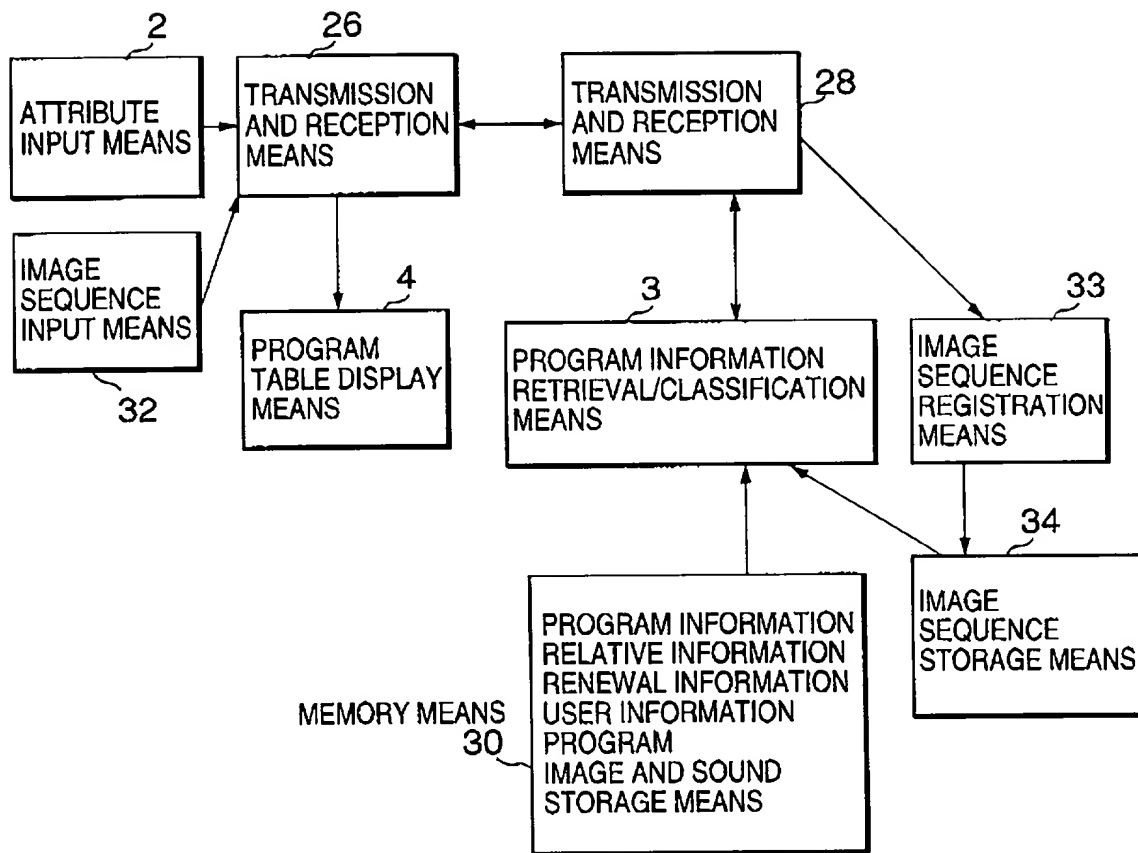 2
ATTRIBUTE
INPUT MEANS
26
TRANSMISSION
AND RECEPTION
MEANS
TRANSMISSION
AND RECEPTION
MEANS
28
IMAGE
SEQUENCE
INPUT MEANS
32
4
PROGRAM
TABLE DISPLAY
MEANS
3
PROGRAM INFORMATION
RETRIEVAL/CLASSIFICATION
MEANS
33
IMAGE
SEQUENCE
REGISTRATION
MEANS
34
IMAGE
SEQUENCE
STORAGE MEANS
MEMORY MEANS
30
PROGRAM INFORMATION
RELATIVE INFORMATION
RENEWAL INFORMATION
USER INFORMATION
PROGRAM
IMAGE AND SOUND
STORAGE MEANS